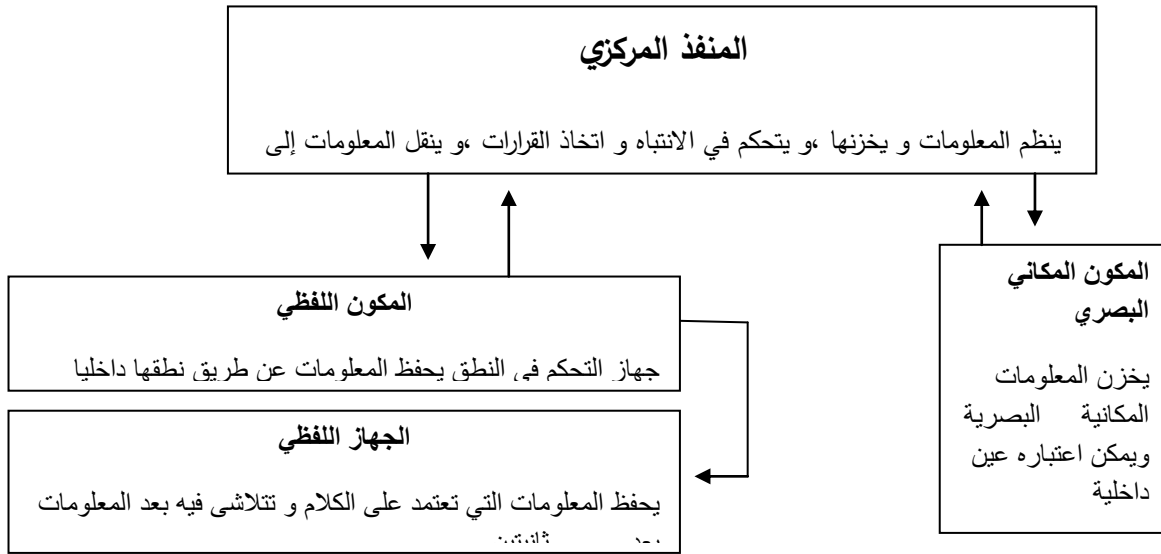 المنفذ المركزي
ينظم المعلومات و يخزنها ،و يتحكم في الانتباه و اتخاذ القرارات ،و ينقل المعلومات إلى
المكون اللفظي
جهاز التحكم في النطق يحفظ المعلومات عن طريق نطقها داخليا
الجهاز اللفظي
يحفظ المعلومات التي تعتمد على الكلام و تتلاشى فيه بعد المعلومات
بعد ثانيتين
المكون المكاني
البصري
يخزن المعلومات
المكانية البصرية
ويمكن اعتباره عين
داخلية